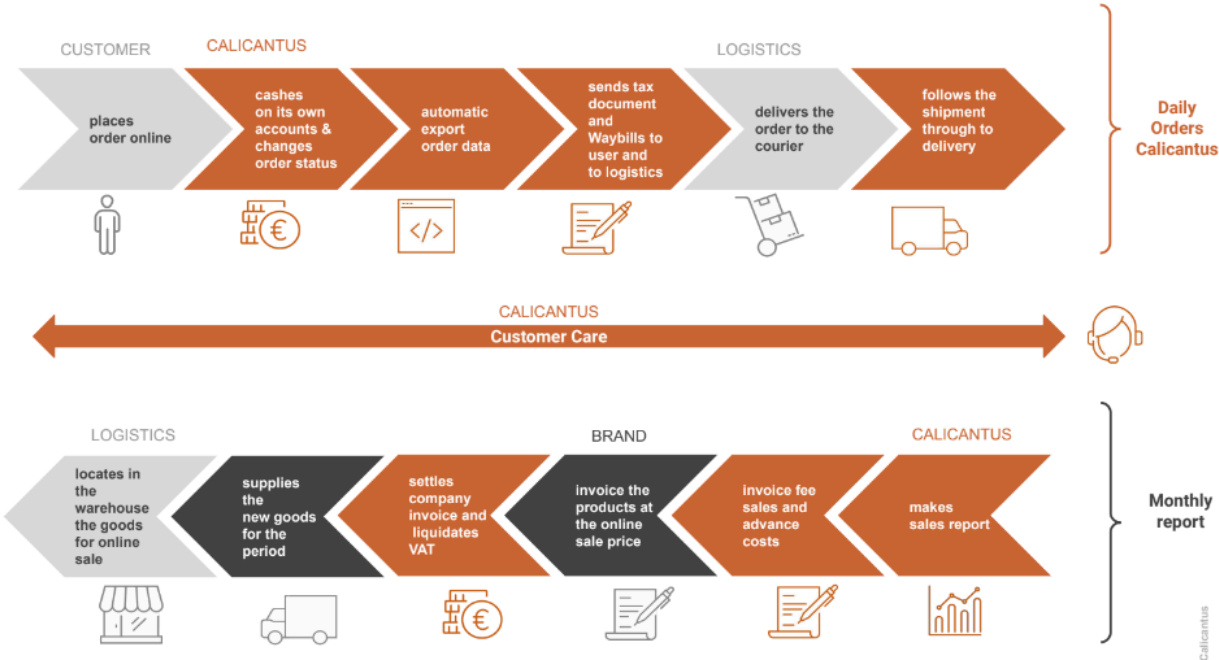 CUSTOMER
CALICANTUS
LOGISTICS
places
order online
cashes
on its own
accounts &
changes
order status
automatic
export
order data
sends tax
document
and
Waybills to
user and
to logistics
delivers the
order to the
courier
follows the
shipment
through to
delivery
Daily
Orders
Calicantus
€
</>
CALICANTUS
Customer Care
LOGISTICS
BRAND
CALICANTUS
locates in
the
warehouse
the goods
for online
sale
supplies
the
new goods
for the
period
settles
company
invoice and
liquidates
VAT
invoice the
products at
the online
sale price
invoice fee
sales and
advance
costs
makes
sales report
Monthly
report
€
Calicantus